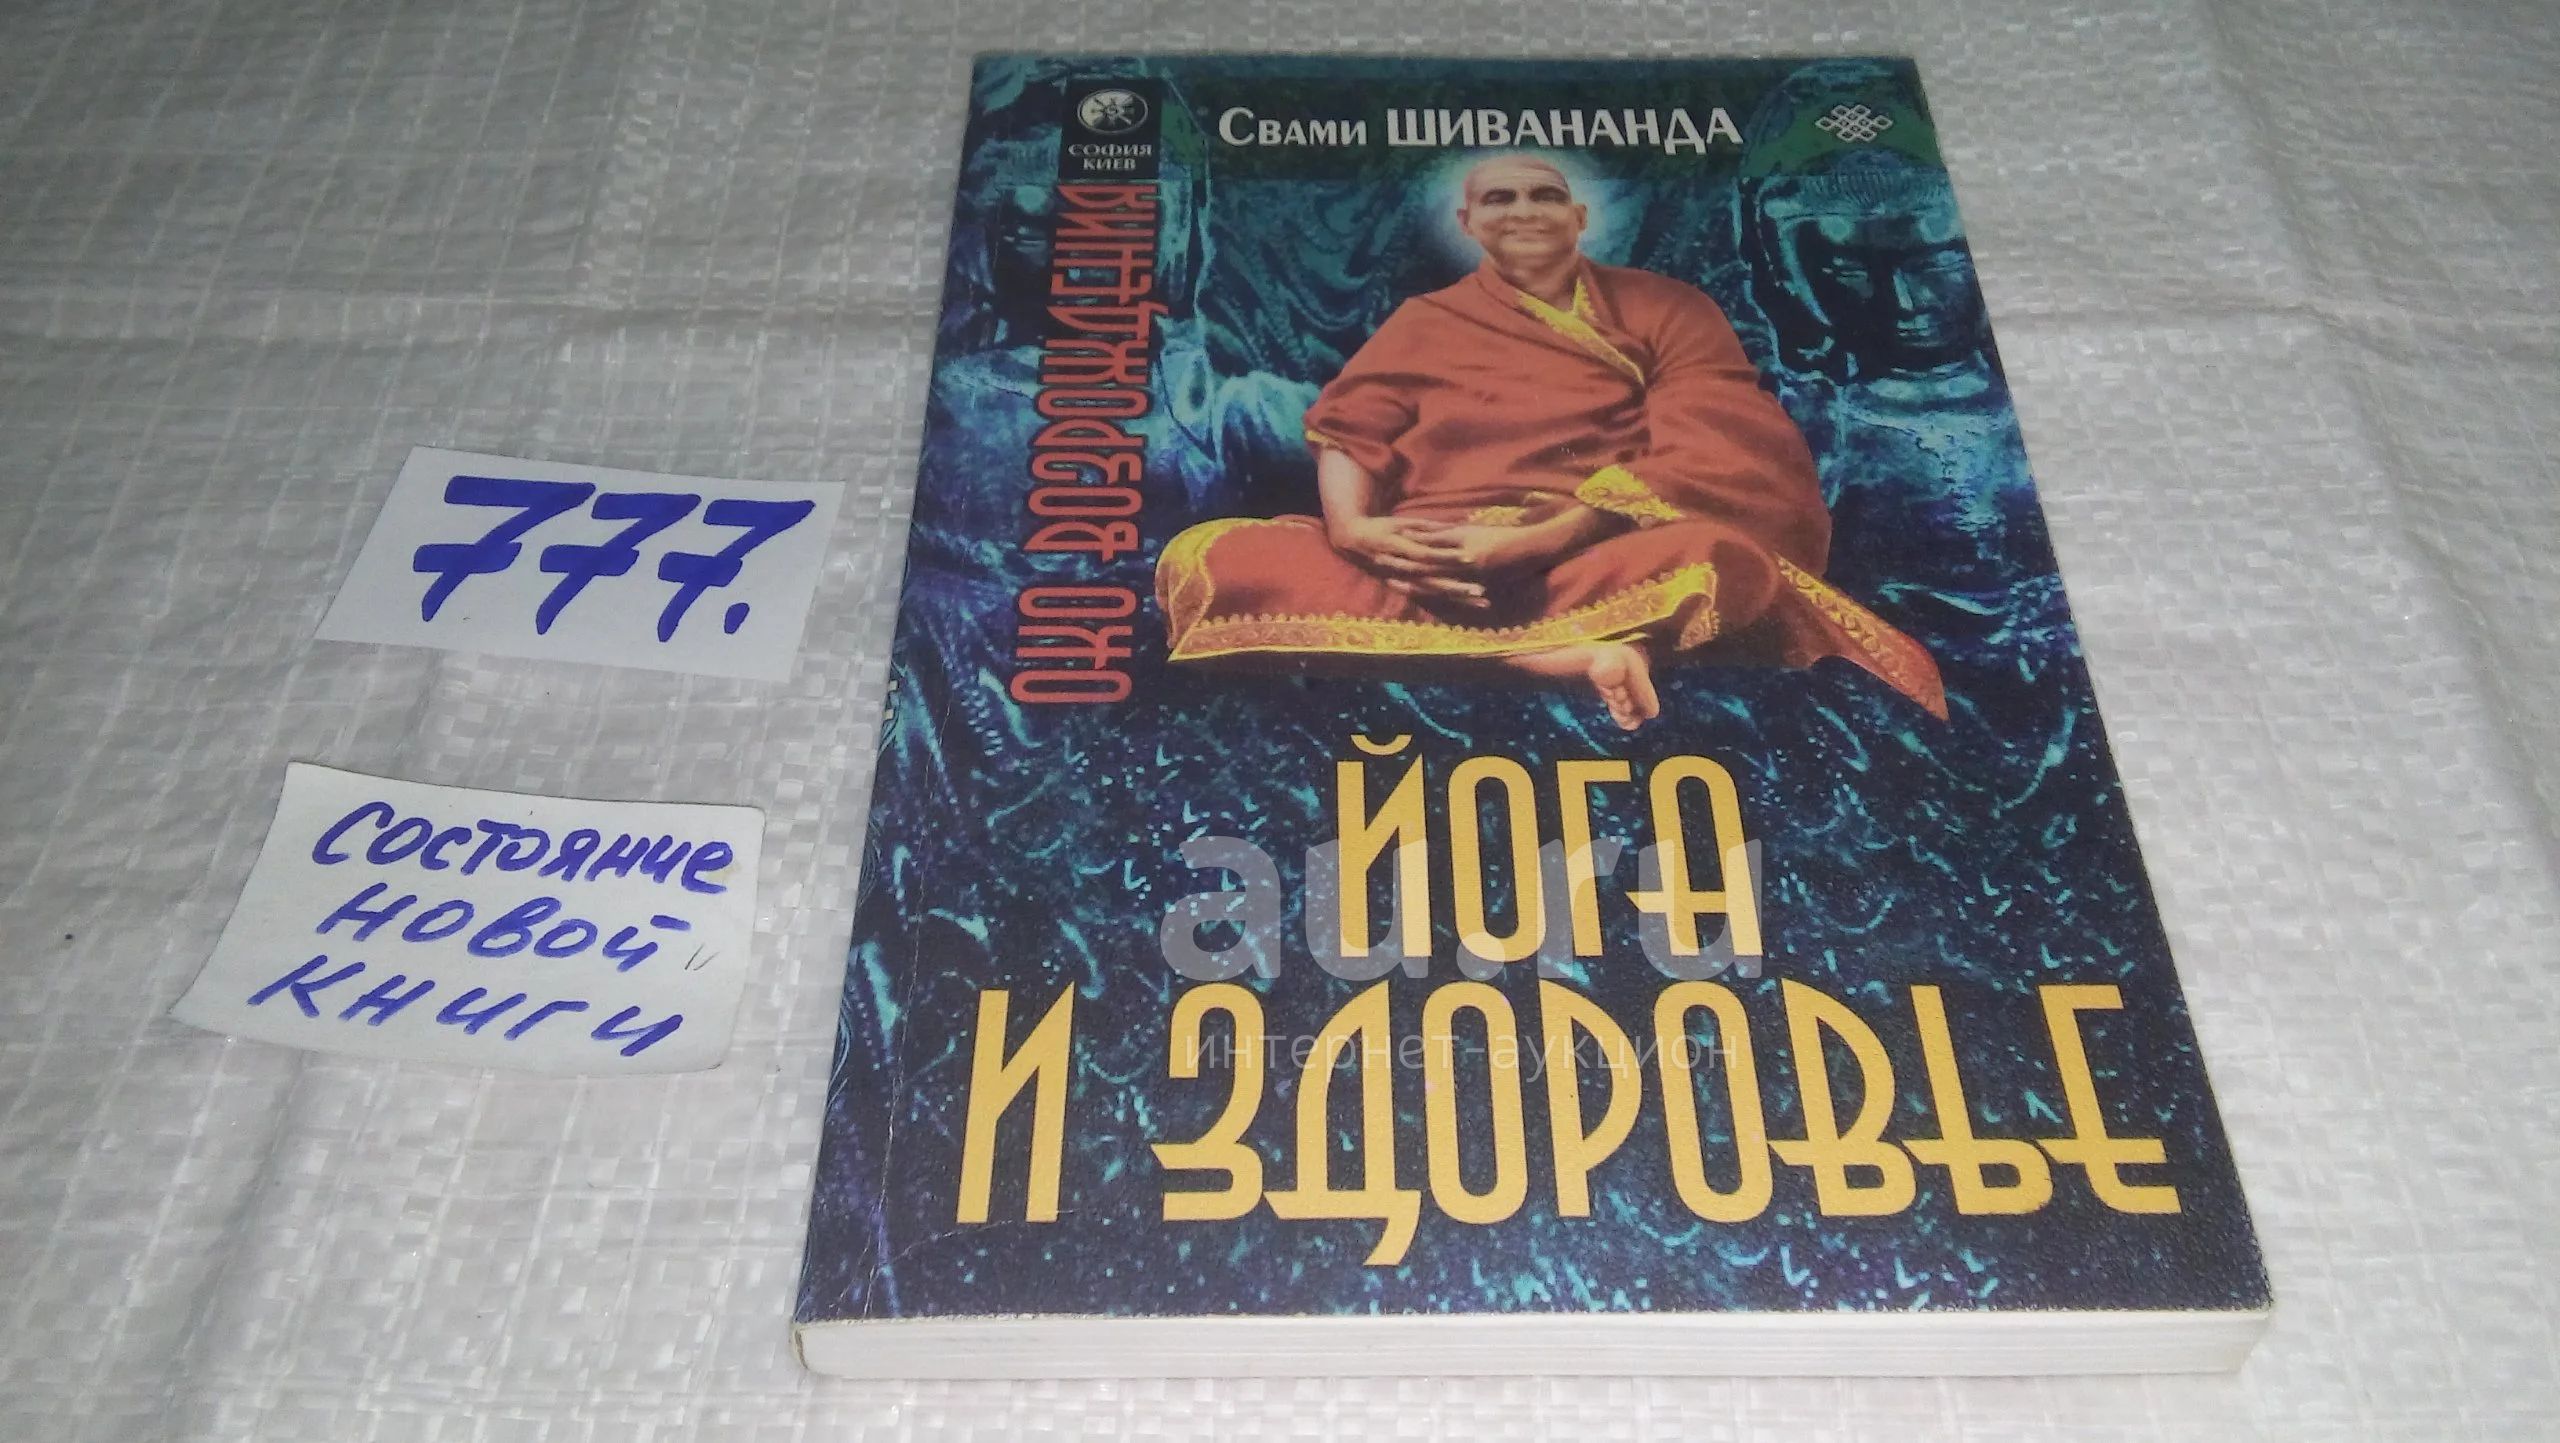 СОФИЯ
КИЕВ
Свами ШИВАНАНДА
ОКО ВОЗРОЖДЕНИЯ
777.
Состояние
новой
книги
ЙОГА
И ЗДОРОВЬЕ
au.ru
интернет-аукцион